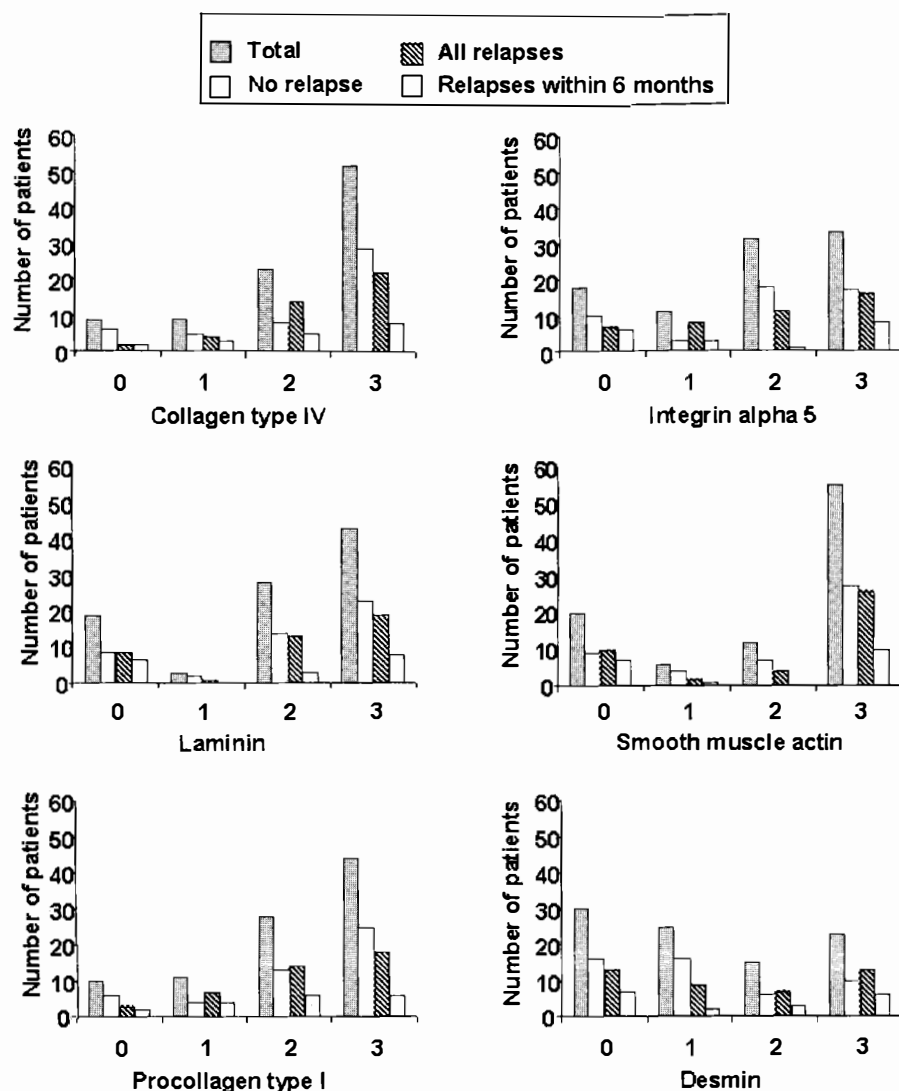 Total All relapses
No relapse Relapses within 6 months
Number of patients
60
50
40
30
20
10
0
0 1 2 3
Collagen type IV
Number of patients
60
50
40
30
20
10
0
0 1 2 3
Integrin alpha 5
Number of patients
60
50
40
30
20
10
0
0 1 2 3
Laminin
Number of patients
60
50
40
30
20
10
0
0 1 2 3
Smooth muscle actin
Number of patients
60
50
40
30
20
10
0
0 1 2 3
Procollagen type I
Number of patients
60
50
40
30
20
10
0
0 1 2 3
Desmin